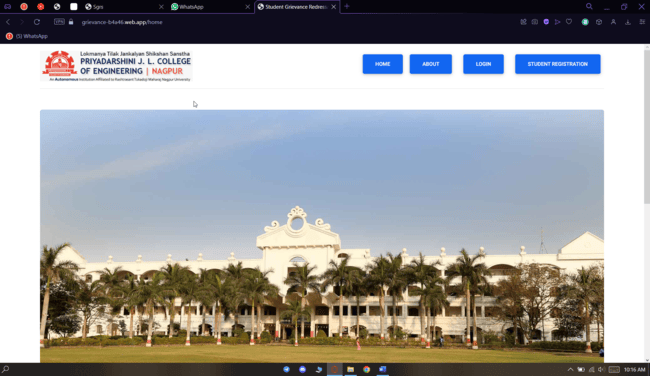 Sgm
WhatsApp
Student Grievance Redress
VPN
grievance-b4a46.web.app/home
(5) WhatsApp
Lokmanya Tilak Jankalyan Shikshan Sanstha
PRIYADARSHINI J. L. COLLEGE
OF ENGINEERING | NAGPUR
An Autonomous Institution Affiliated to Rashtrasant Tukadoji Maharaj Nagpur University
HOME
ABOUT
LOGIN
STUDENT REGISTRATION
10:16 AM